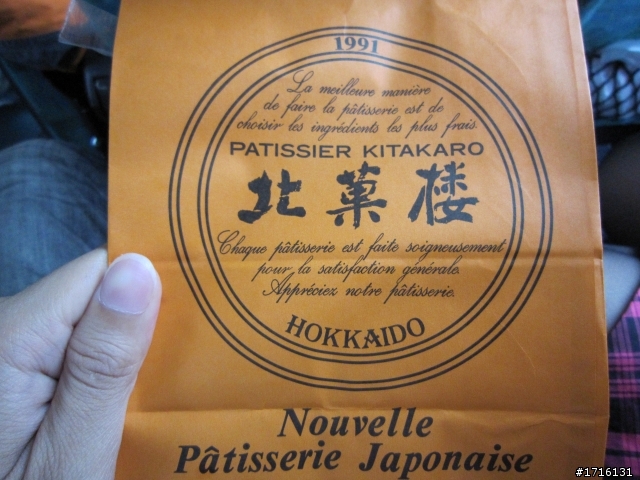 1991
La meilleure manière
de faire la pâtisserie est de
choisir les ingrédients les plus frais.
PATISSIER KITAKARO
北菓楼
Chaque pâtisserie est faite soigneusement
pour la satisfaction générale.
Appréciez notre pâtisserie.
HOKKAIDO
Nouvelle
Pâtisserie Japonaise
#1716131